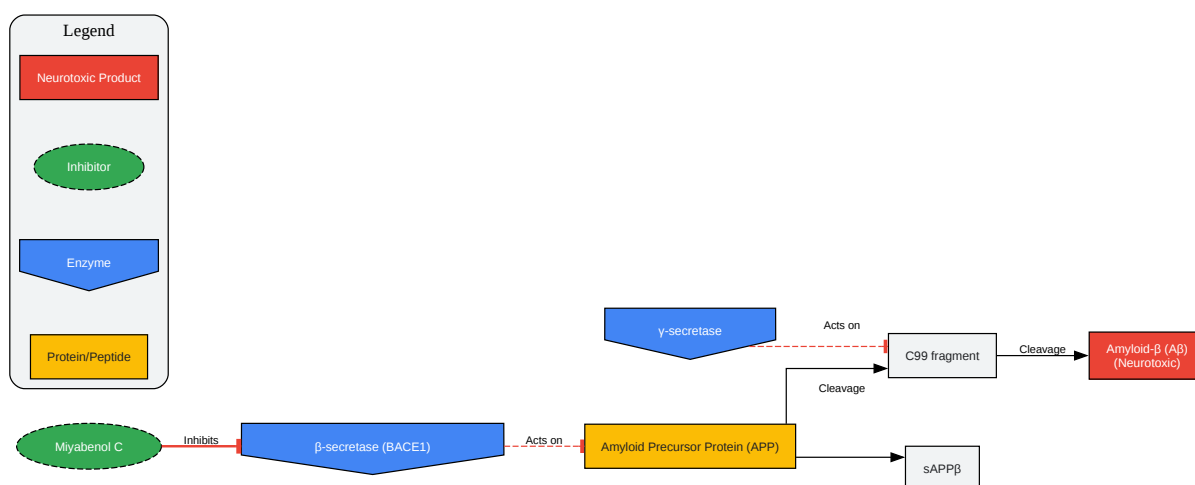 Legend
Neurotoxic Product
Inhibitor
Enzyme
Protein/Peptide
γ-secretase
Acts on
C99 fragment
Cleavage
Amyloid-β (Aβ)
(Neurotoxic)
Cleavage
Miyabenol C
Inhibits
β-secretase (BACE1)
Acts on
Amyloid Precursor Protein (APP)
sAPPβ